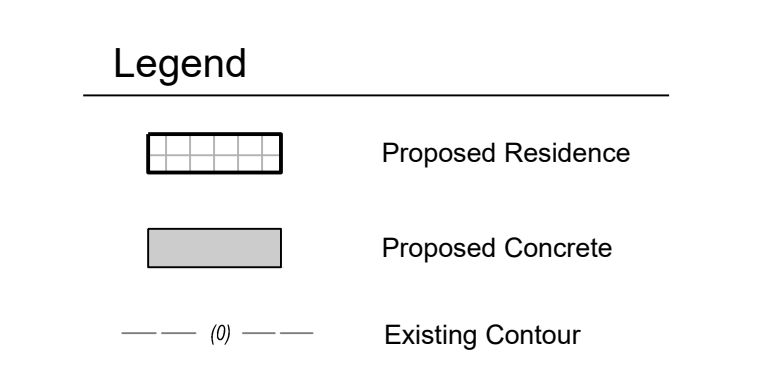 Legend
Proposed Residence
Proposed Concrete
(0) Existing Contour